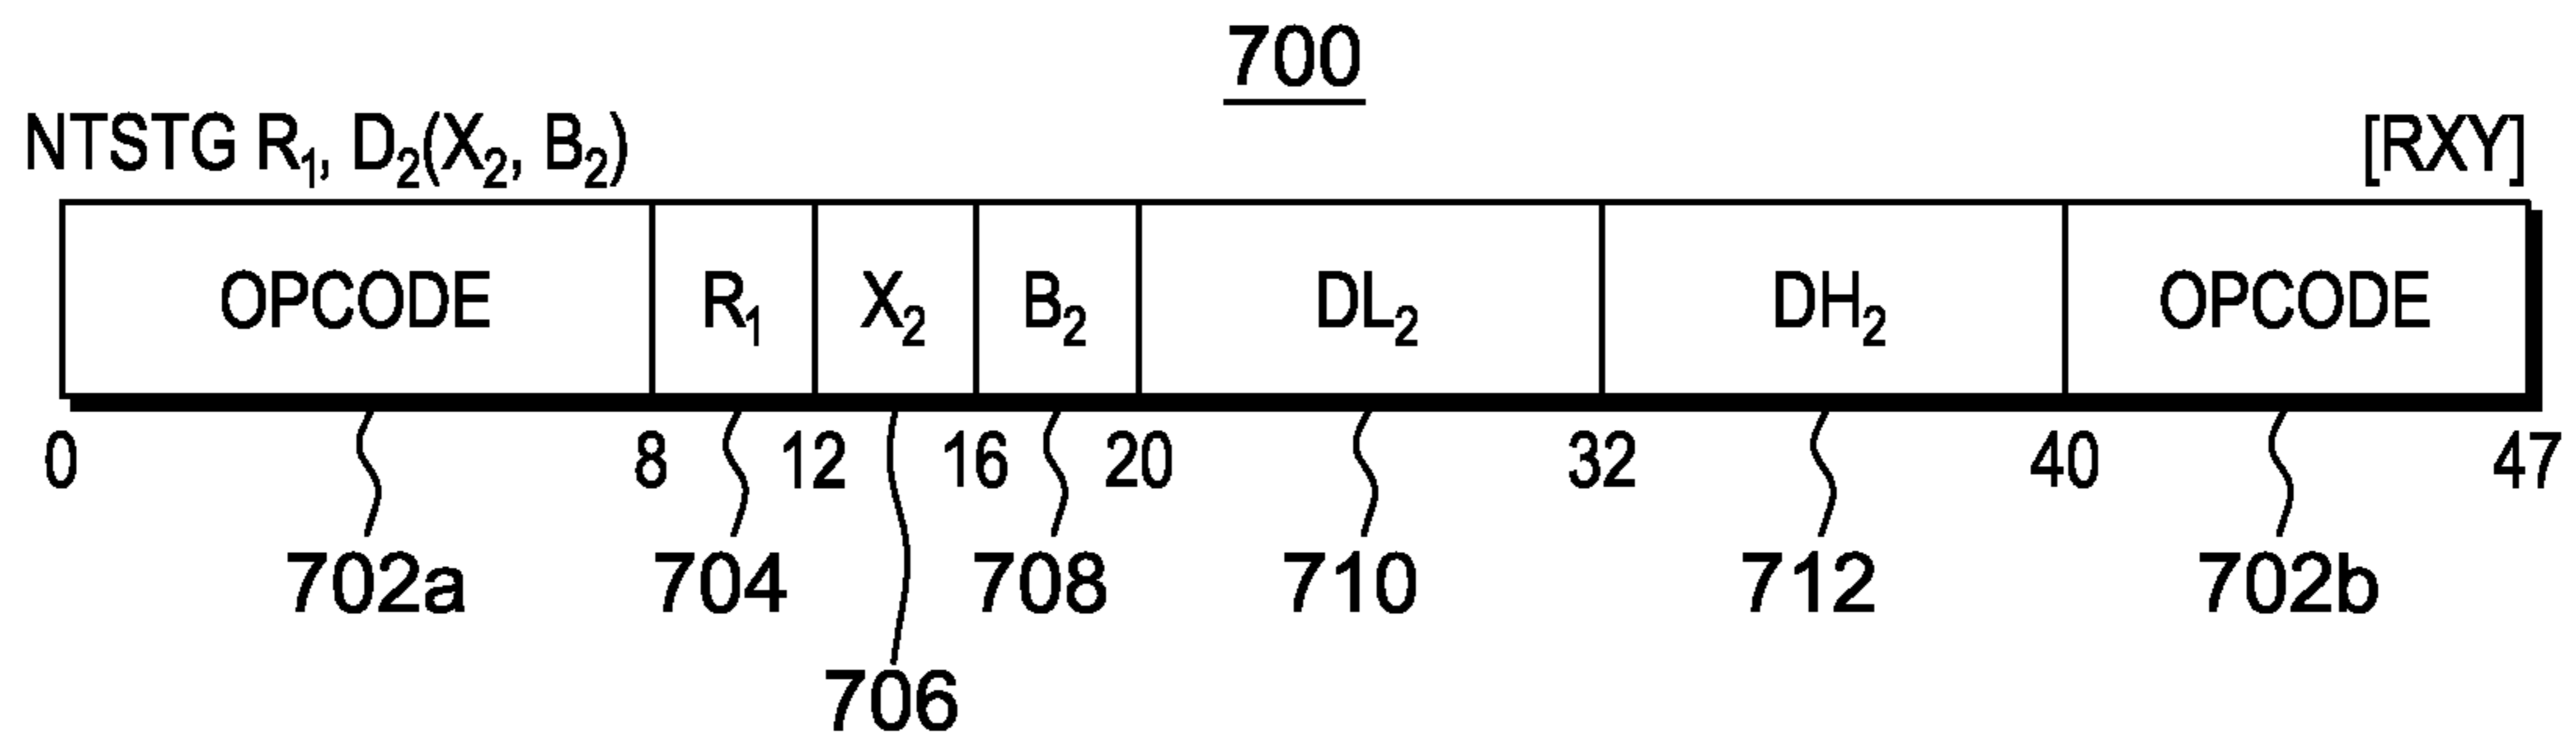 700
NTSTG R₁, D₂(X₂, B₂) [RXY]
OPCODE R₁ X₂ B₂ DL₂ DH₂ OPCODE
0 8 12 16 20 32 40 47
702a 704 708 710 712 702b
706